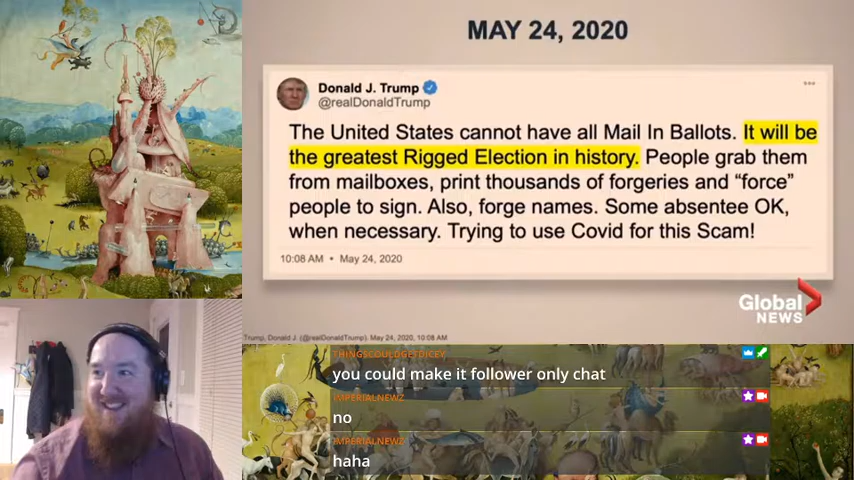 MAY 24, 2020
Donald J. Trump
@realDonaldTrump
The United States cannot have all Mail In Ballots. It will be
the greatest Rigged Election in history. People grab them
from mailboxes, print thousands of forgeries and “force”
people to sign. Also, forge names. Some absentee OK,
when necessary. Trying to use Covid for this Scam!
10:08 AM • May 24, 2020
Global
NEWS
Trump, Donald J. (@realDonaldTrump). May 24, 2020, 10:08 AM
THINGSCOULDGETDICEY
you could make it follower only chat
IMPERIALNEWZ
no
IMPERIALNEWZ
haha